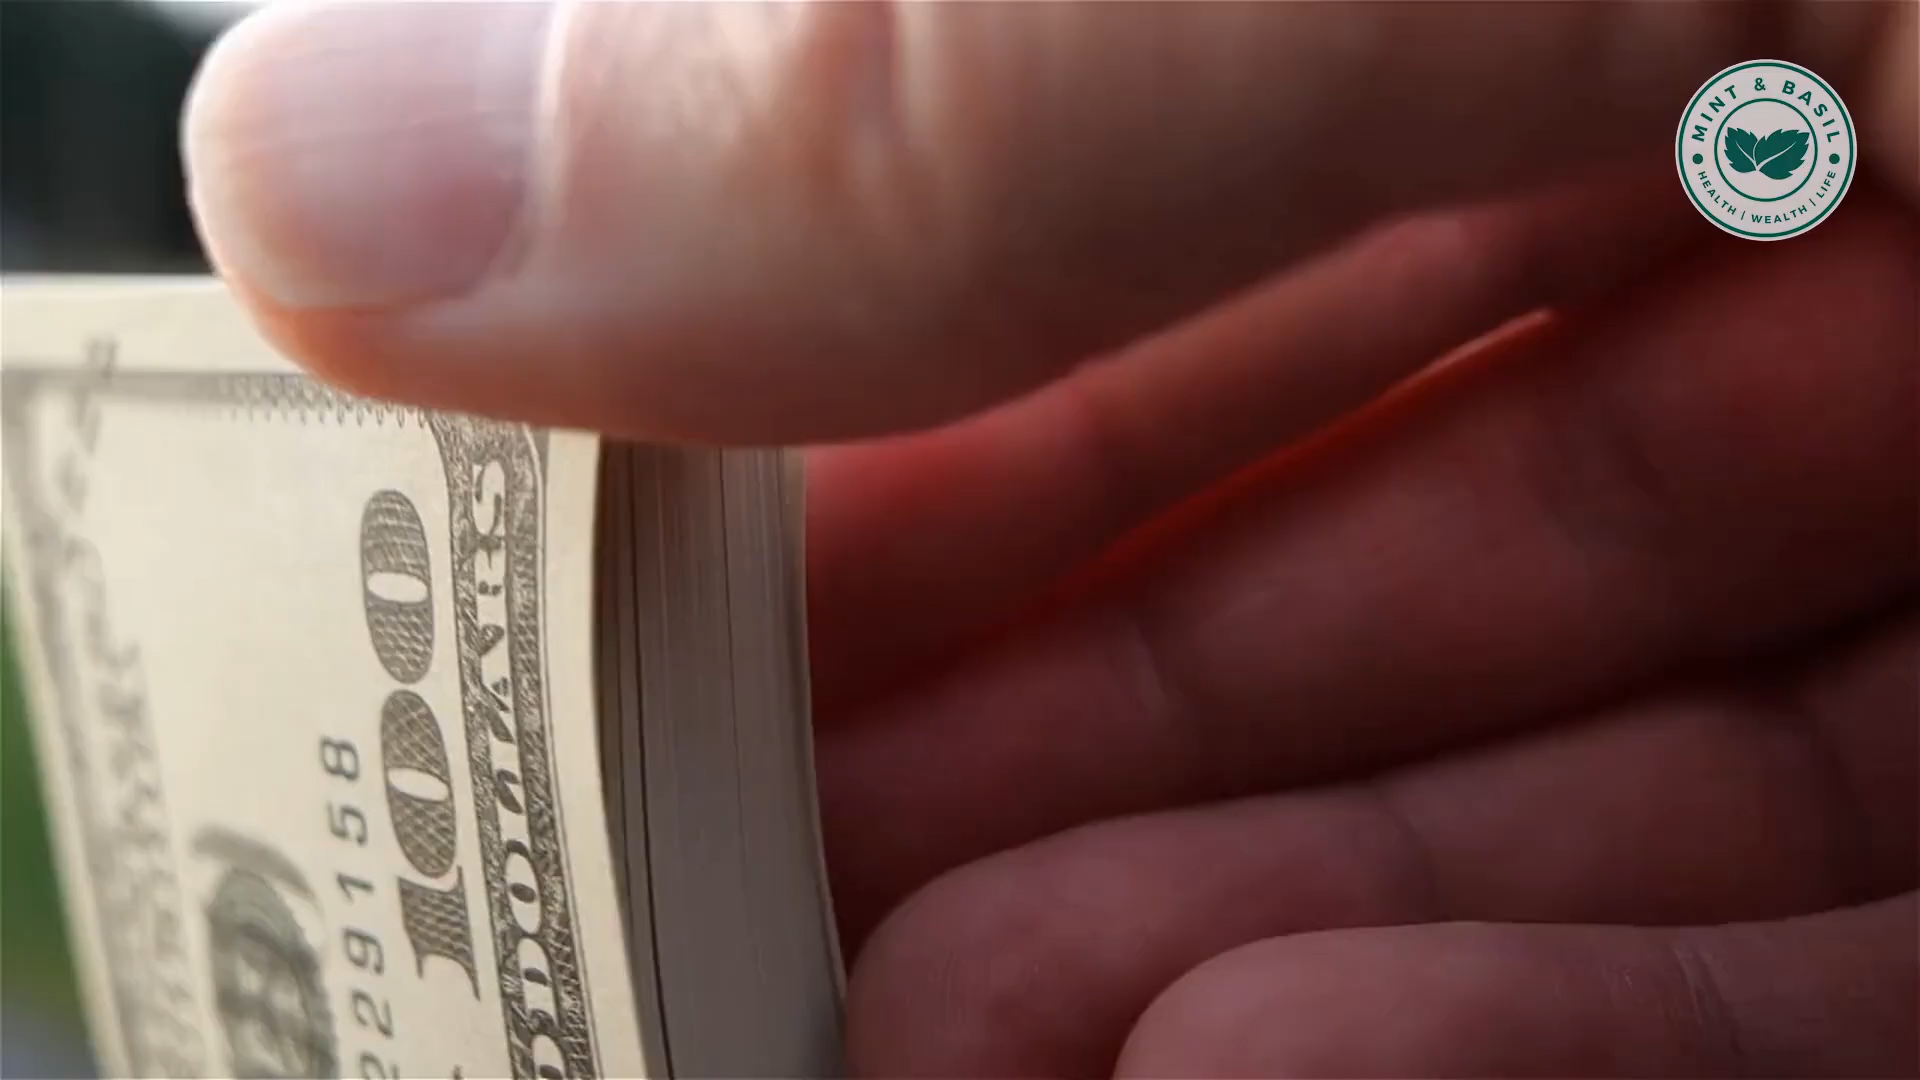 MINT & BASIL
HEALTH | WEALTH | LIFE
100
DOLLARS
229158